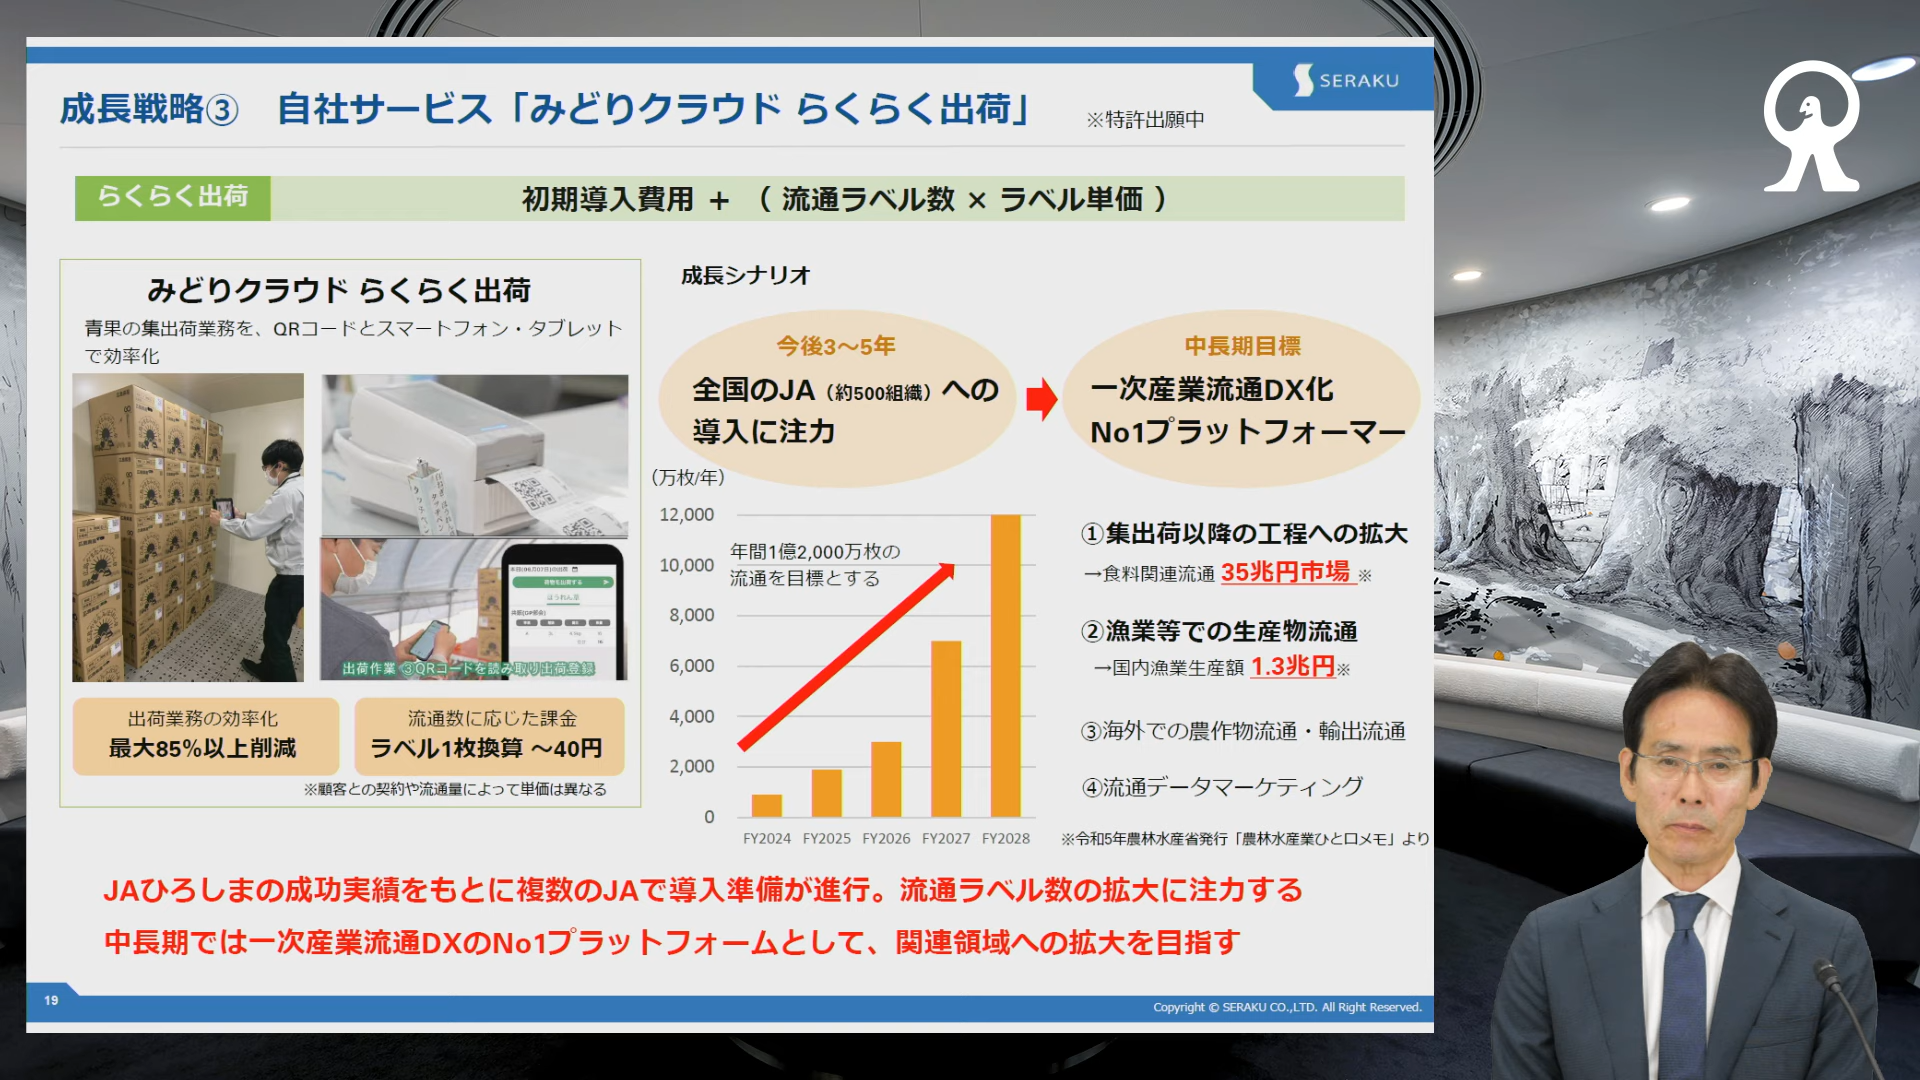 成長戦略③ 自社サービス「みどりクラウド らくらく出荷」
※特許出願中
SERAKU
らくらく出荷
初期導入費用 + ( 流通ラベル数 × ラベル単価 )
みどりクラウド らくらく出荷
青果の集出荷業務を、QRコードとスマートフォン・タブレット
で効率化
出荷作業 ③QRコードを読み取り出荷登録
出荷業務の効率化
最大85%以上削減
流通数に応じた課金
ラベル1枚換算 ～40円
※顧客との契約や流通量によって単価は異なる
成長シナリオ
今後3～5年
全国のJA（約500組織）への
導入に注力
中長期目標
一次産業流通DX化
No1プラットフォーマー
（万枚/年）
12,000
10,000
8,000
6,000
4,000
2,000
0
年間1億2,000万枚の
流通を目標とする
FY2024 FY2025 FY2026 FY2027 FY2028
①集出荷以降の工程への拡大
→食料関連流通 35兆円市場 ※
②漁業等での生産物流通
→国内漁業生産額 1.3兆円※
③海外での農作物流通・輸出流通
④流通データマーケティング
※令和5年農林水産省発行「農林水産業ひと口メモ」より
JAひろしまの成功実績をもとに複数のJAで導入準備が進行。流通ラベル数の拡大に注力する
中長期では一次産業流通DXのNo1プラットフォームとして、関連領域への拡大を目指す
19
Copyright © SERAKU CO.,LTD. All Right Reserved.